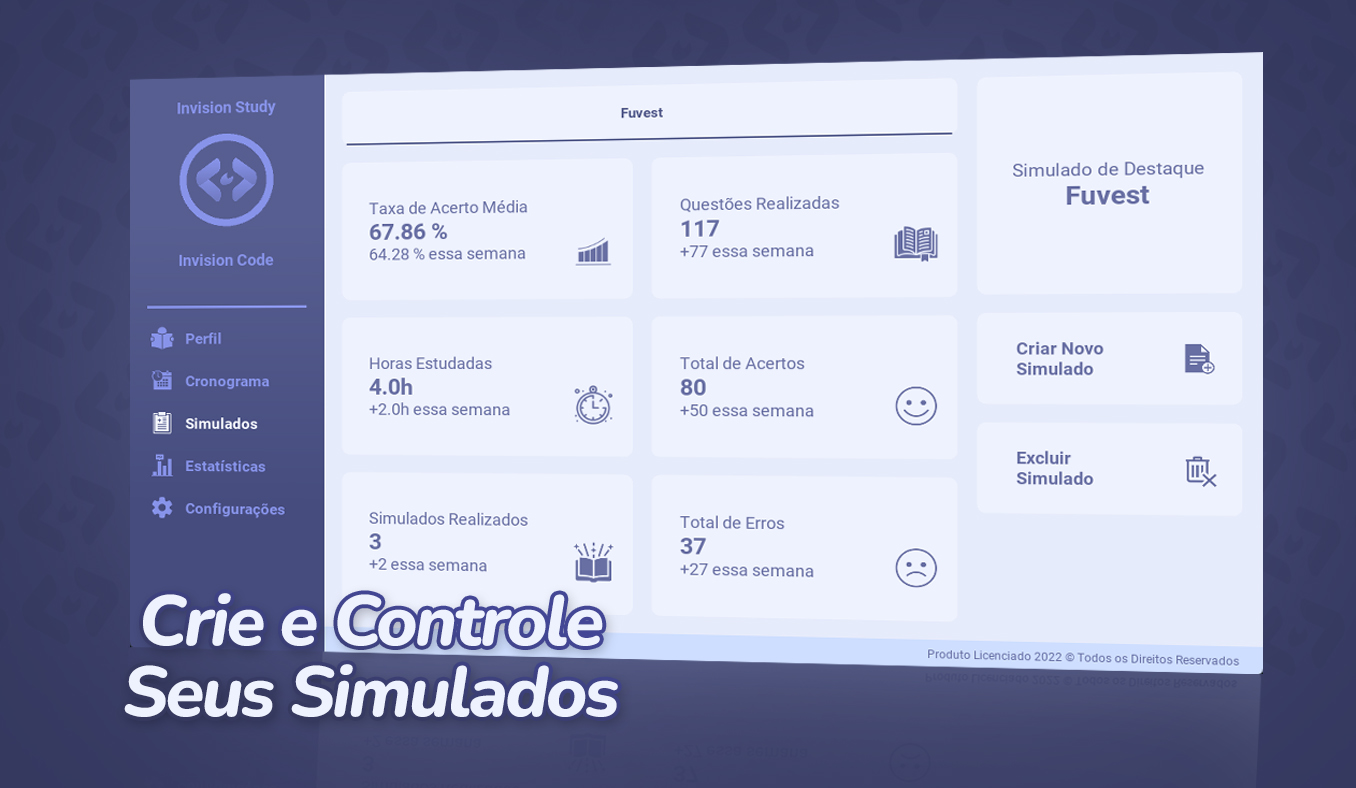 Invision Study
Invision Code
Perfil
Cronograma
Simulados
Estatísticas
Configurações
Fuvest
Taxa de Acerto Média
67.86 %
64.28 % essa semana
Questões Realizadas
117
+77 essa semana
Horas Estudadas
4.0h
+2.0h essa semana
Total de Acertos
80
+50 essa semana
Simulados Realizados
3
+2 essa semana
Total de Erros
37
+27 essa semana
Simulado de Destaque
Fuvest
Criar Novo
Simulado
Excluir
Simulado
Produto Licenciado 2022 © Todos os Direitos Reservados
Crie e Controle
Seus Simulados